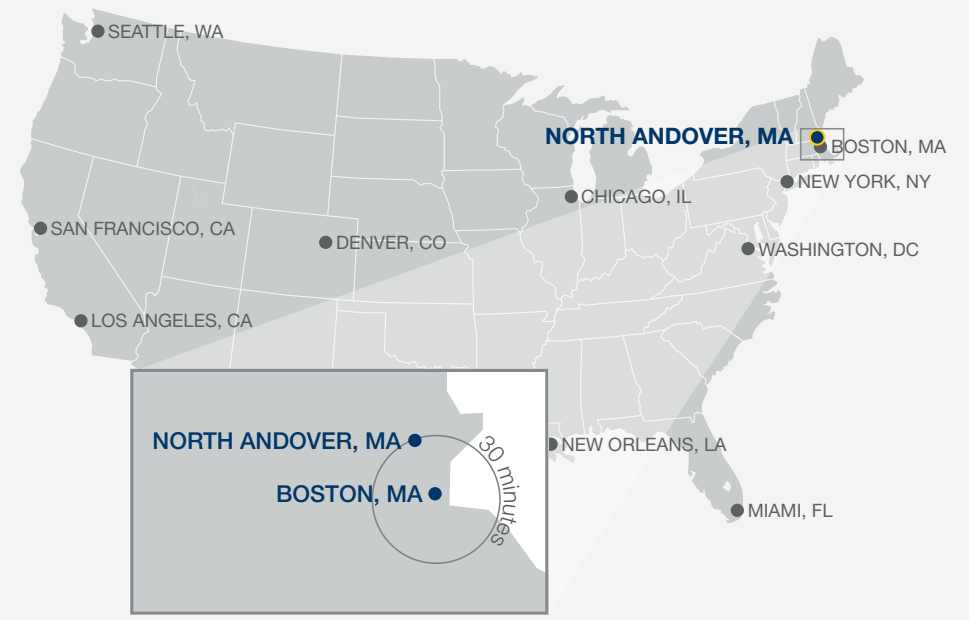 SEATTLE, WA
NORTH ANDOVER, MA
BOSTON, MA
NEW YORK, NY
CHICAGO, IL
SAN FRANCISCO, CA
DENVER, CO
WASHINGTON, DC
LOS ANGELES, CA
NORTH ANDOVER, MA
30 minutes
NEW ORLEANS, LA
BOSTON, MA
MIAMI, FL